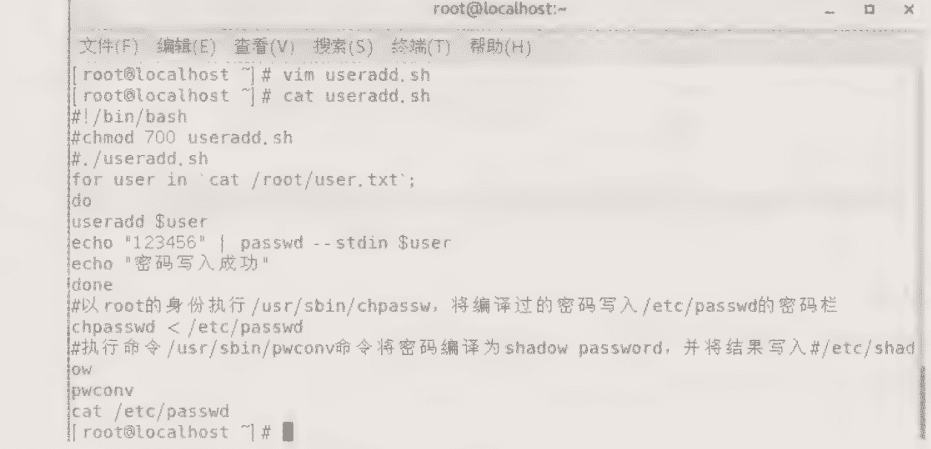 root@localhost:~
文件(F) 编辑(E) 查看(V) 搜索(S) 终端(T) 帮助(H)
[root@localhost ~]# vim useradd.sh
[root@localhost ~]# cat useradd.sh
#!/bin/bash
#chmod 700 useradd.sh
#./useradd.sh
for user in `cat /root/user.txt`;
do
useradd $user
echo "123456" | passwd --stdin $user
echo "密码写入成功"
done
#以root的身份执行/usr/sbin/chpassw，将编译过的密码写入/etc/passwd的密码栏
chpasswd < /etc/passwd
#执行命令/usr/sbin/pwconv命令将密码编译为shadow password，并将结果写入#/etc/shad
ow
pwconv
cat /etc/passwd
[root@localhost ~]#